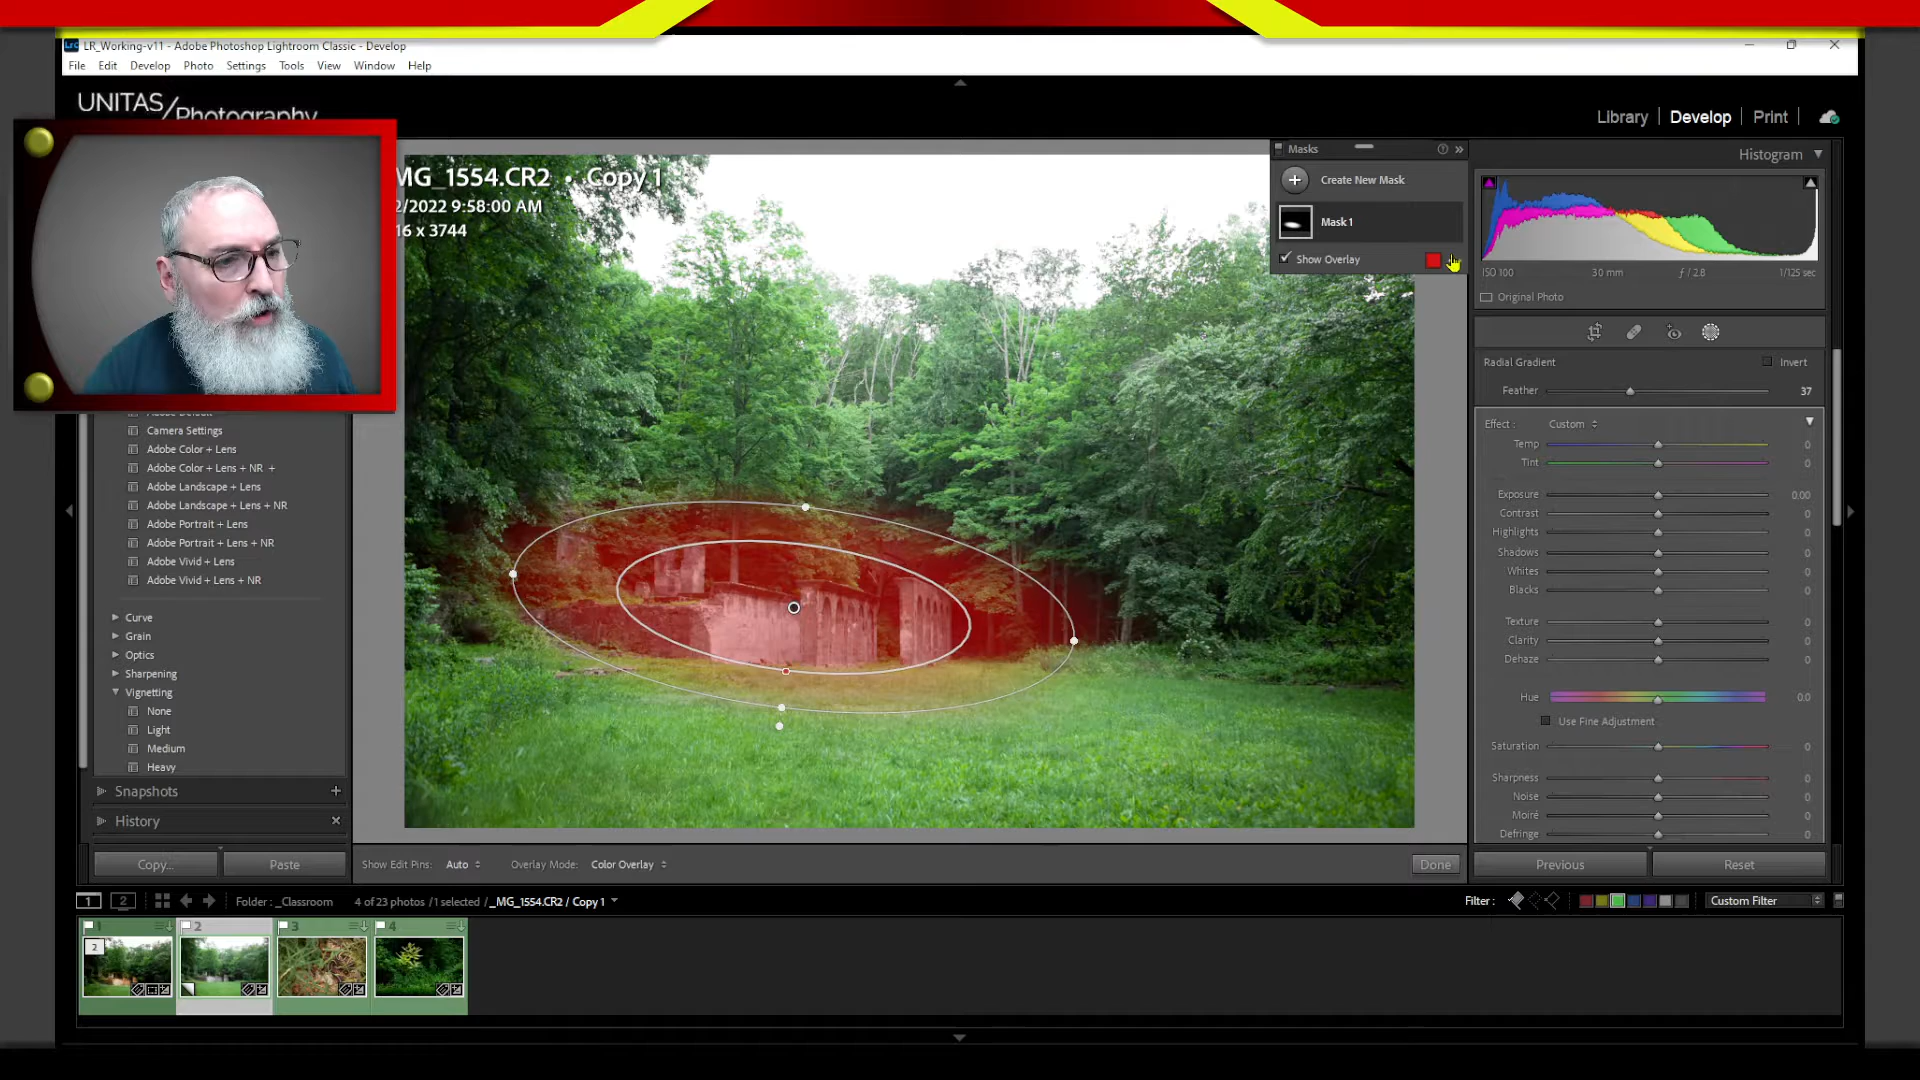 LR_Working-v11 - Adobe Photoshop Lightroom Classic - Develop
File Edit Develop Photo Settings Tools View Window Help
UNITAS/Photography
Library | Develop | Print
MG_1554.CR2 • Copy 1
2/2022 9:58:00 AM
16 x 3744
Masks
Create New Mask
Mask 1
Show Overlay
Histogram
ISO 100 30 mm ƒ / 2.8 1/125 sec
Original Photo
Radial Gradient Invert
Feather 37
Effect : Custom
Temp 0
Tint 0
Exposure 0.00
Contrast 0
Highlights 0
Shadows 0
Whites 0
Blacks 0
Texture 0
Clarity 0
Dehaze 0
Hue 0.0
Use Fine Adjustment
Saturation 0
Sharpness 0
Noise 0
Moiré 0
Defringe 0
Previous Reset
Camera Settings
Adobe Color + Lens
Adobe Color + Lens + NR +
Adobe Landscape + Lens
Adobe Landscape + Lens + NR
Adobe Portrait + Lens
Adobe Portrait + Lens + NR
Adobe Vivid + Lens
Adobe Vivid + Lens + NR
Curve
Grain
Optics
Sharpening
Vignetting
None
Light
Medium
Heavy
Snapshots +
History ×
Copy... Paste
Show Edit Pins: Auto Overlay Mode: Color Overlay Done
1 2 Folder : _Classroom 4 of 23 photos / 1 selected / _MG_1554.CR2 / Copy 1 Filter : Custom Filter
1 2 3 4
2